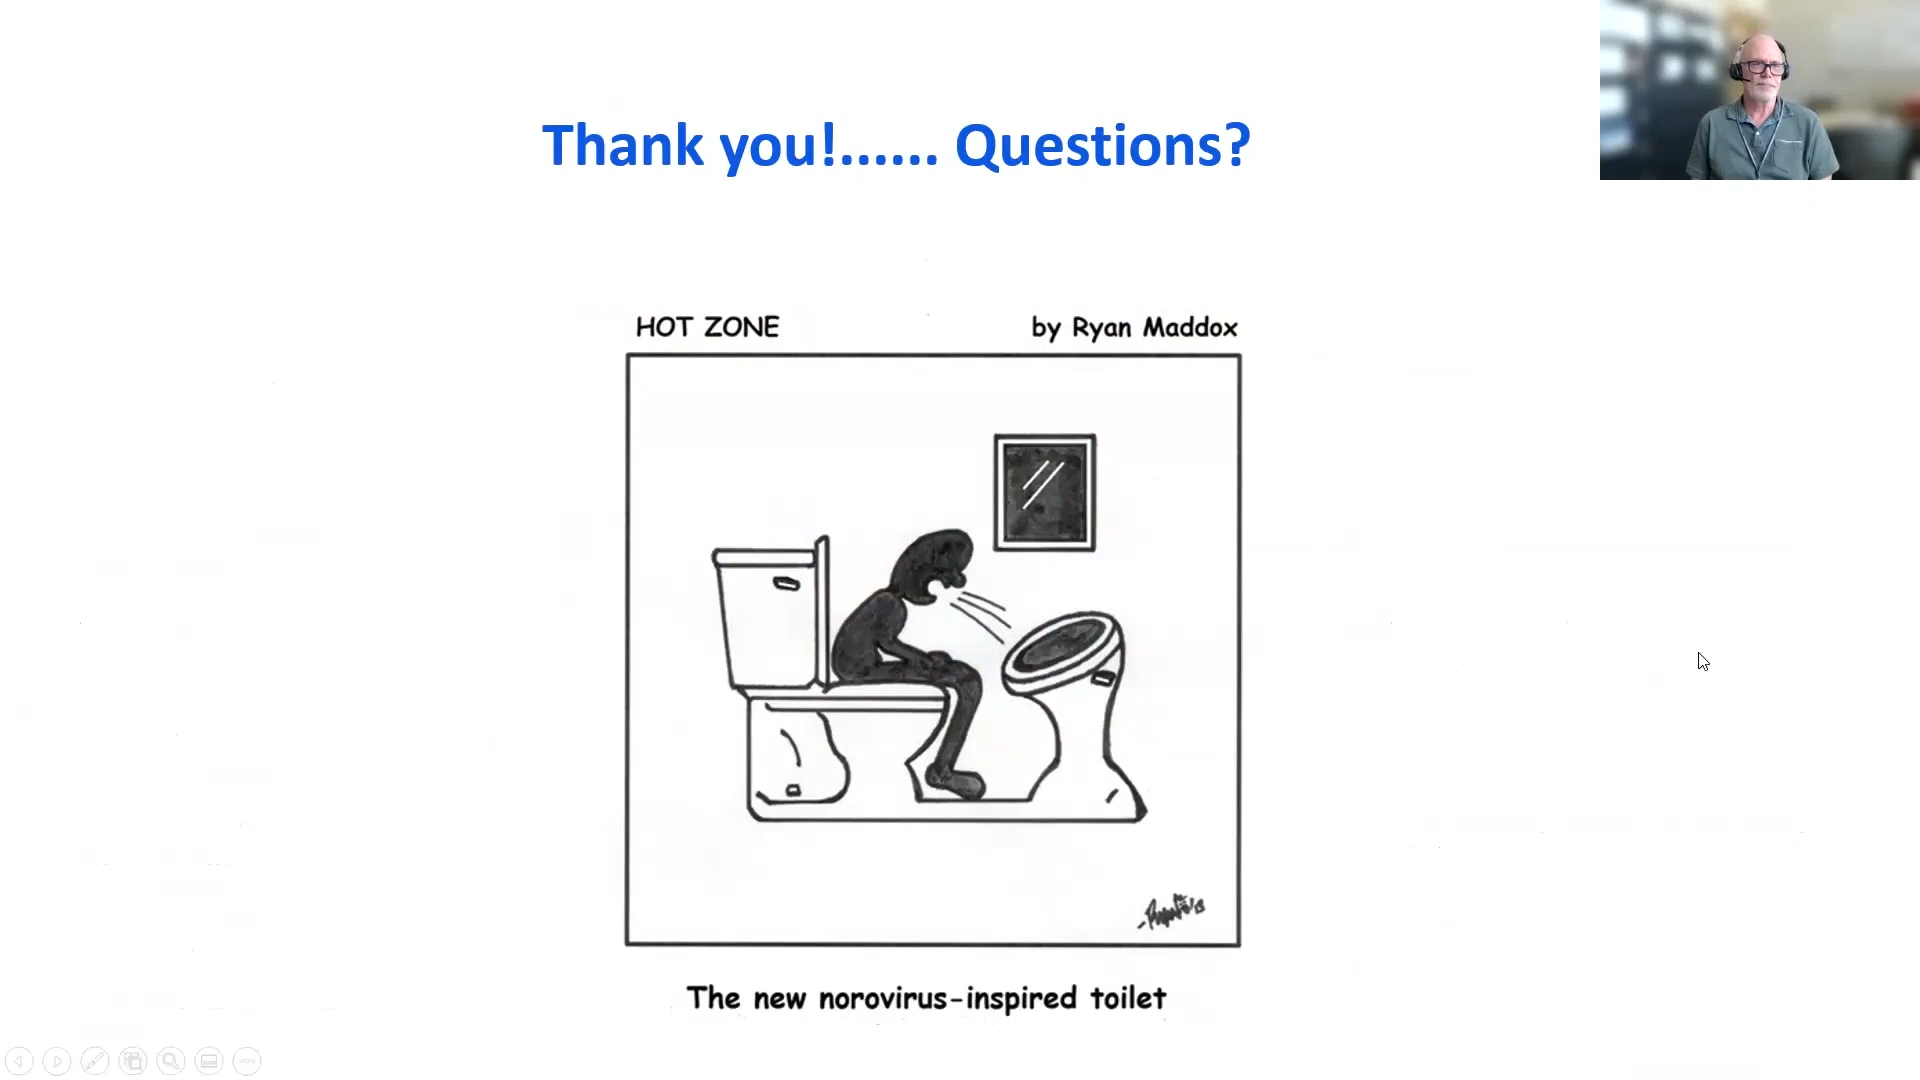 Thank you!...... Questions?
HOT ZONE
by Ryan Maddox
The new norovirus-inspired toilet